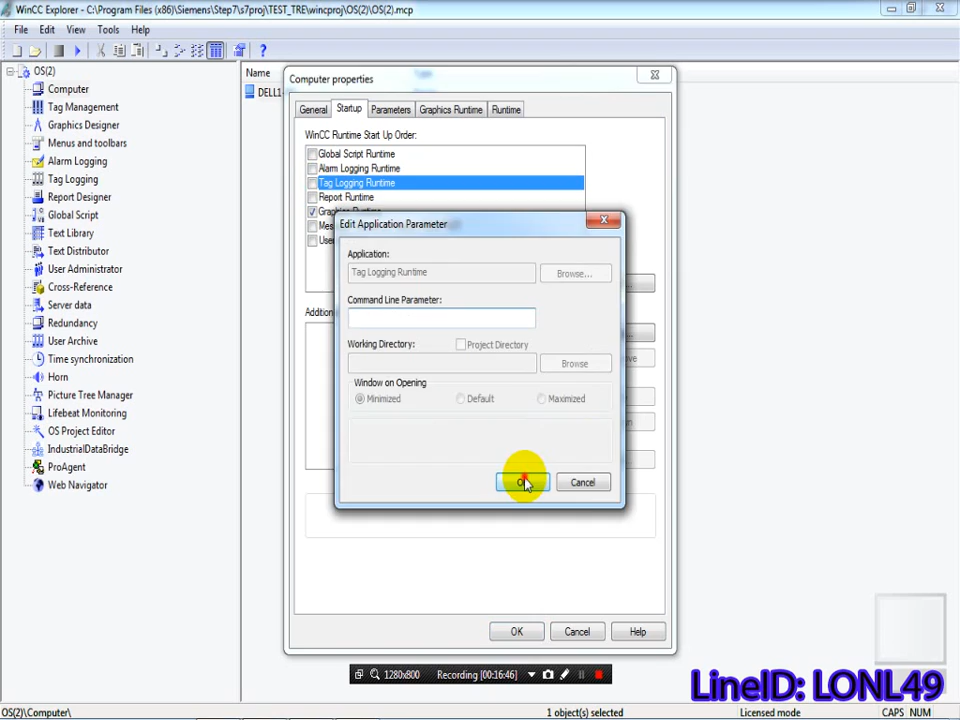 WinCC Explorer - C:\Program Files (x86)\Siemens\Step7\s7proj\TEST_TRE\wincproj\OS(2)\OS(2).mcp
File Edit View Tools Help
OS(2)
Computer
Tag Management
Graphics Designer
Menus and toolbars
Alarm Logging
Tag Logging
Report Designer
Global Script
Text Library
Text Distributor
User Administrator
Cross-Reference
Server data
Redundancy
User Archive
Time synchronization
Horn
Picture Tree Manager
Lifebeat Monitoring
OS Project Editor
IndustrialDataBridge
ProAgent
Web Navigator
Name
DELL1
Computer properties
General Startup Parameters Graphics Runtime Runtime
WinCC Runtime Start Up Order:
Global Script Runtime
Alarm Logging Runtime
Tag Logging Runtime
Report Runtime
Edit Application Parameter
Application:
Tag Logging Runtime
Browse...
Command Line Parameter:
Working Directory:
Project Directory
Browse
Window on Opening
Minimized Default Maximized
Cancel
OK Cancel Help
1280x800 Recording [00:16:46]
LineID: LONL49
OS(2)\Computer\ 1 object(s) selected Licensed mode CAPS NUM